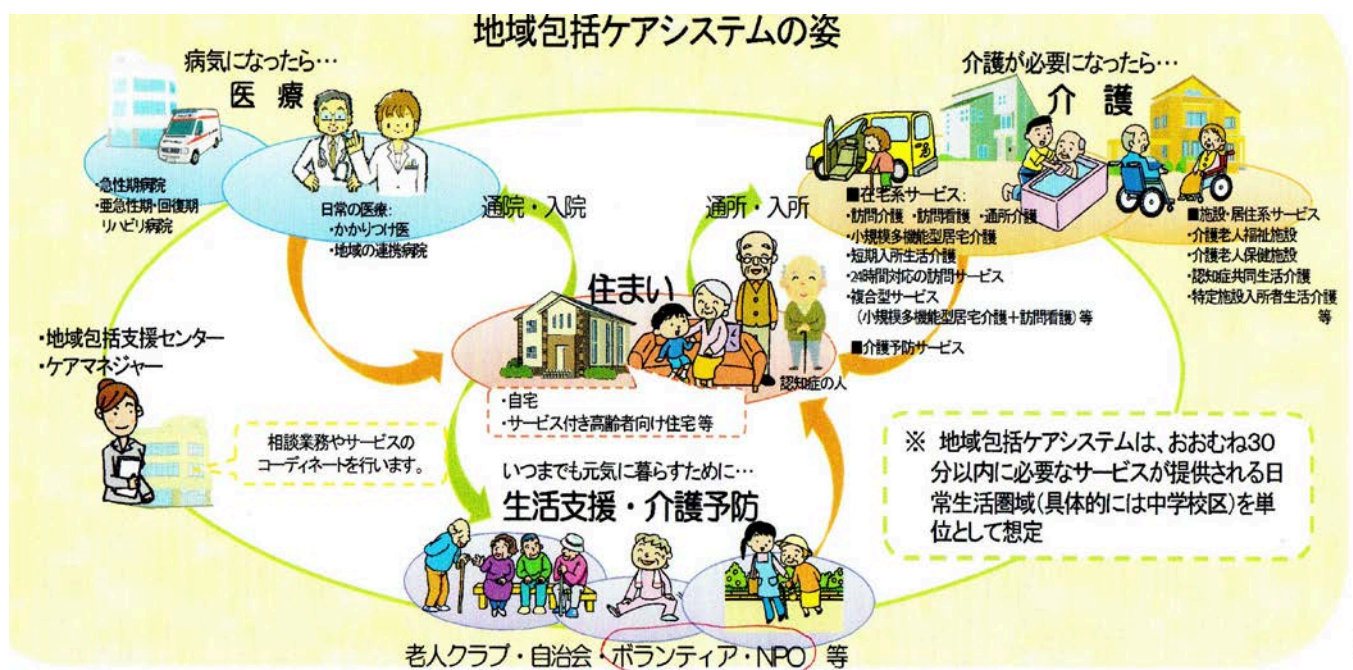 地域包括ケアシステムの姿
病気になったら…
医療
・急性期病院
・亜急性期・回復期
リハビリ病院
日常の医療:
・かかりつけ医
・地域の連携病院
通院・入院
通所・入所
介護が必要になったら…
介護
■在宅系サービス:
・訪問介護 ・訪問看護 ・通所介護
・小規模多機能型居宅介護
・短期入所生活介護
・24時間対応の訪問サービス
・複合型サービス
(小規模多機能型居宅介護+訪問看護)等
■介護予防サービス
■施設・居住系サービス
・介護老人福祉施設
・介護老人保健施設
・認知症共同生活介護
・特定施設入所者生活介護
等
住まい
認知症の人
・自宅
・サービス付き高齢者向け住宅等
・地域包括支援センター
・ケアマネジャー
相談業務やサービスの
コーディネートを行います。
いつまでも元気に暮らすために…
生活支援・介護予防
老人クラブ・自治会・ボランティア・NPO 等
※ 地域包括ケアシステムは、おおむね30
分以内に必要なサービスが提供される日
常生活圏域(具体的には中学校区)を単
位として想定